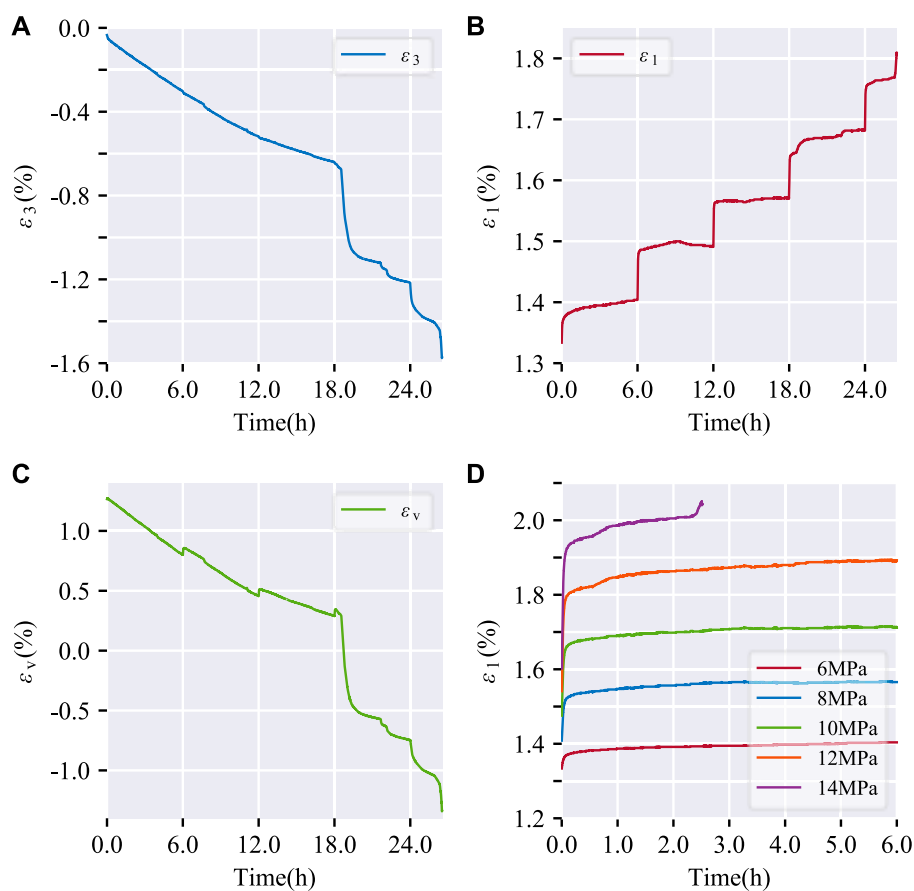 A
0.0
-0.4
-0.8
-1.2
-1.6
ε3(%)
ε3
0.0 6.0 12.0 18.0 24.0
Time(h)
B
1.8
1.7
1.6
1.5
1.4
1.3
ε1(%)
ε1
0.0 6.0 12.0 18.0 24.0
Time(h)
C
1.0
0.5
0.0
-0.5
-1.0
εv(%)
εv
0.0 6.0 12.0 18.0 24.0
Time(h)
D
2.0
1.8
1.6
1.4
1.2
ε1(%)
6MPa
8MPa
10MPa
12MPa
14MPa
0.0 1.0 2.0 3.0 4.0 5.0 6.0
Time(h)